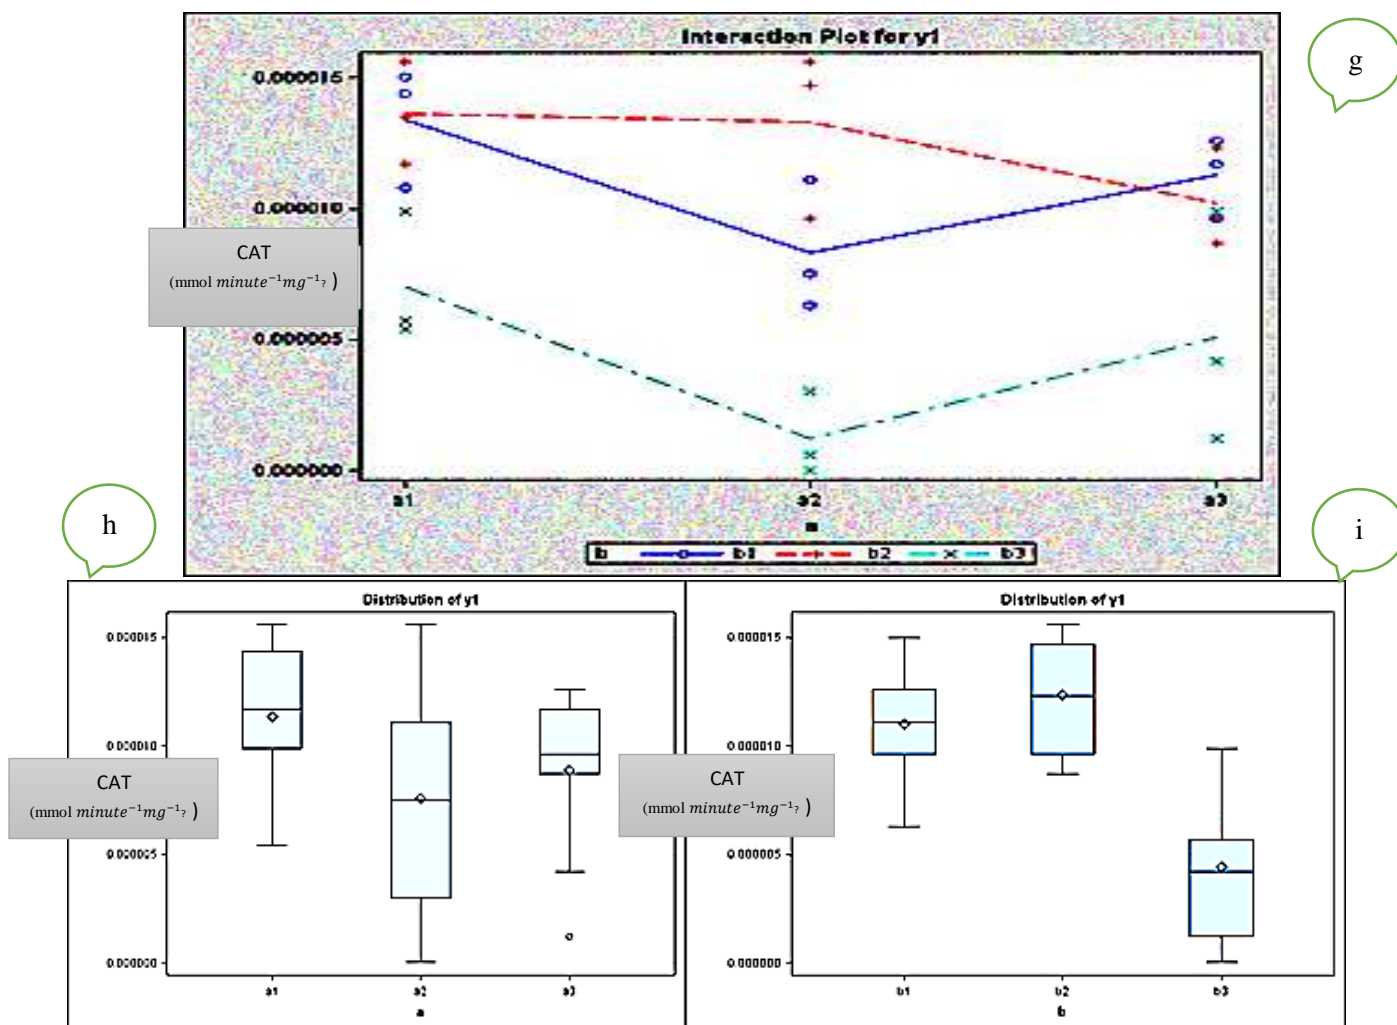 Interaction Plot for y1
g
0.000015
0.000010
CAT
(mmol minute⁻¹mg⁻¹? )
0.000005
0.000000
a1 a2 a3
a
b b1 b2 b3
h
i
Distribution of y1
0.000015
0.000010
CAT
(mmol minute⁻¹mg⁻¹? )
0.000005
0.000000
a1 a2 a3
a
Distribution of y1
0.000015
0.000010
CAT
(mmol minute⁻¹mg⁻¹? )
0.000005
0.000000
b1 b2 b3
b